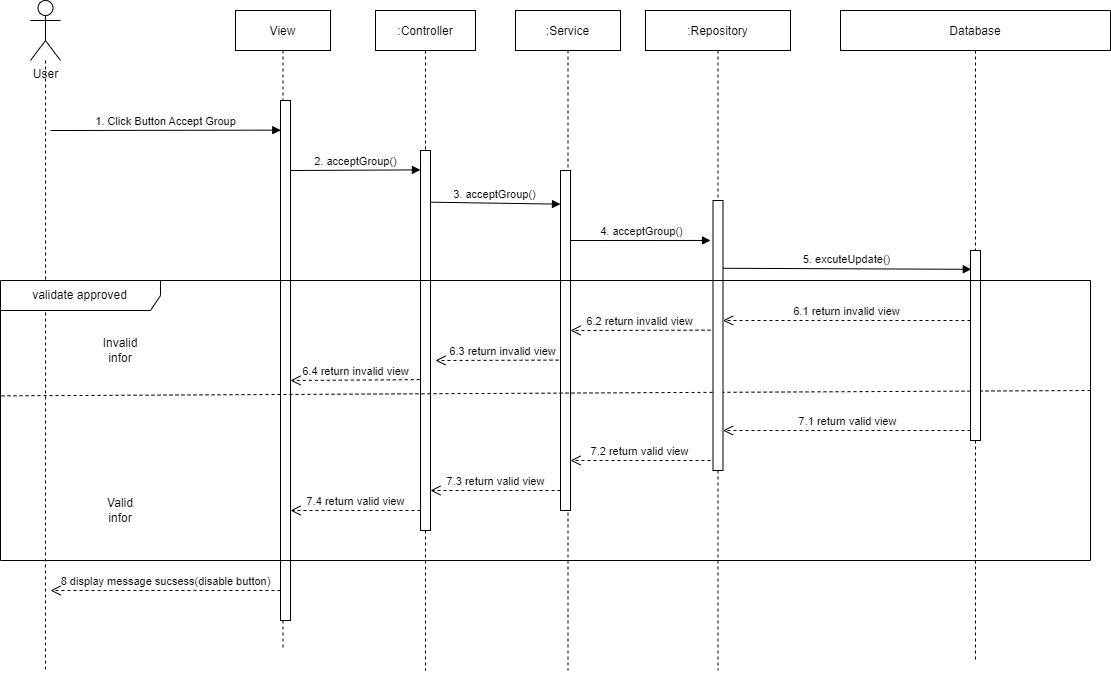 View
:Controller
:Service
:Repository
Database
User
1. Click Button Accept Group
2. acceptGroup()
3. acceptGroup()
4. acceptGroup()
5. excuteUpdate()
validate approved
6.1 return invalid view
6.2 return invalid view
Invalid
infor
6.3 return invalid view
6.4 return invalid view
7.1 return valid view
7.2 return valid view
7.3 return valid view
7.4 return valid view
Valid
infor
8 display message sucsess(disable button)